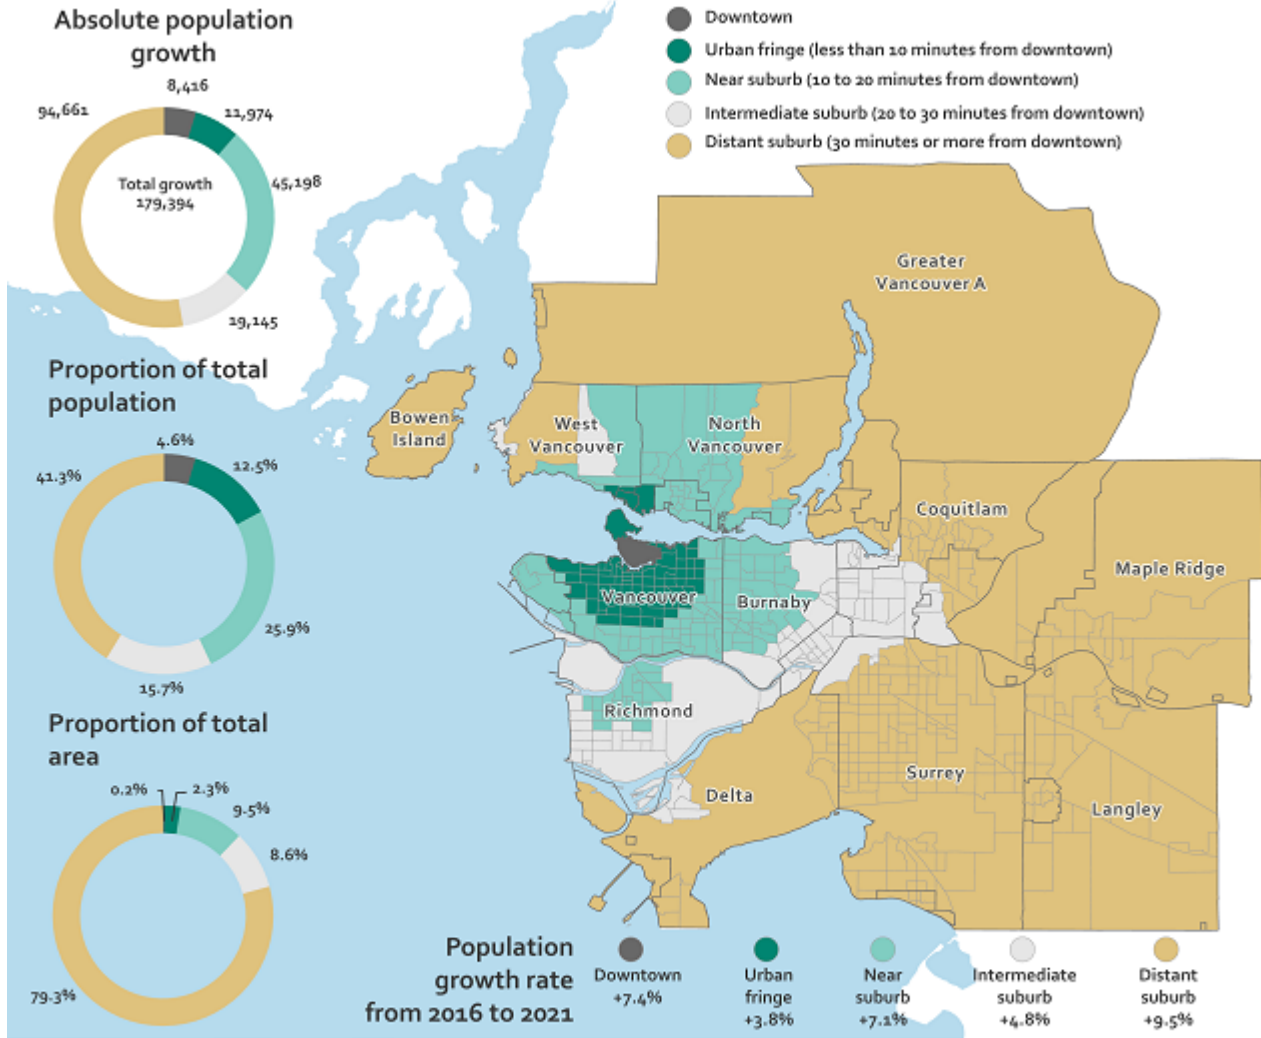 Absolute population
growth
8,416
11,974
94,661
45,198
Total growth
179,394
19,145
Proportion of total
population
4.6%
12.5%
41.3%
25.9%
15.7%
Proportion of total
area
0.2%
2.3%
9.5%
8.6%
79.3%
Downtown
Urban fringe (less than 10 minutes from downtown)
Near suburb (10 to 20 minutes from downtown)
Intermediate suburb (20 to 30 minutes from downtown)
Distant suburb (30 minutes or more from downtown)
Greater
Vancouver A
Bowen
Island
West
Vancouver
North
Vancouver
Coquitlam
Maple Ridge
Vancouver
Burnaby
Richmond
Surrey
Delta
Langley
Population
growth rate
from 2016 to 2021
Downtown
+7.4%
Urban
fringe
+3.8%
Near
suburb
+7.1%
Intermediate
suburb
+4.8%
Distant
suburb
+9.5%